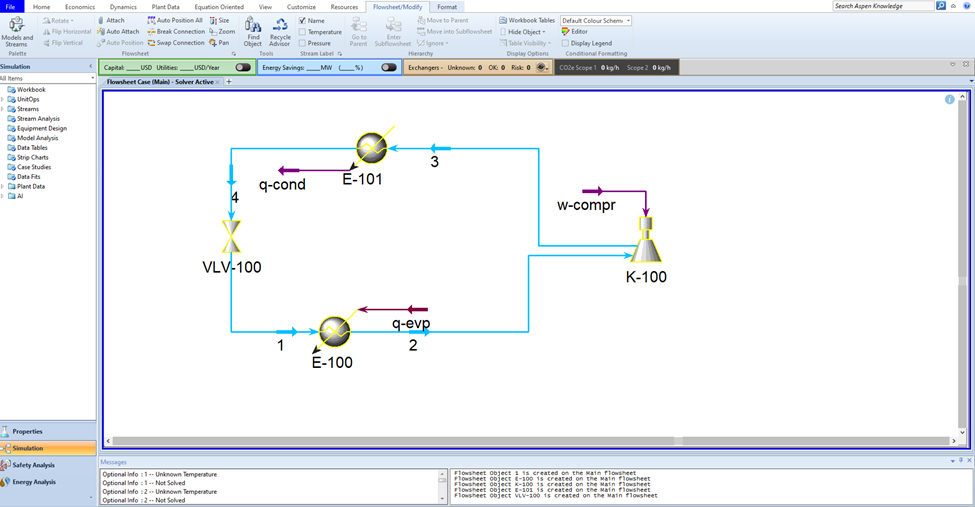 File Home Economics Dynamics Plant Data Equation Oriented View Customize Resources Flowsheet/Modify Format Search Aspen Knowledge
Models and Streams
Palette
Rotate
Flip Horizontal
Flip Vertical
Attach
Auto Attach
Auto Position
Auto Position All
Break Connection
Swap Connection
Size
Zoom
Pan
Flowsheet
Find Object
Recycle Advisor
Tools
Name
Temperature
Pressure
Stream Label
Go to Parent
Enter Subflowsheet
Move to Parent
Move into Subflowsheet
Ignore
Hierarchy
Workbook Tables
Hide Object
Table Visibility
Display Options
Default Colour Schem
Editor
Display Legend
Conditional Formatting
Simulation
All Items
Capital: ____USD Utilities: ____USD/Year
Energy Savings: ____MW (____%)
Exchangers - Unknown: 0 OK: 0 Risk: 0
CO2e Scope 1 0 kg/h Scope 2 0 kg/h
Flowsheet Case (Main) - Solver Active
Workbook
UnitOps
Streams
Stream Analysis
Equipment Design
Model Analysis
Data Tables
Strip Charts
Case Studies
Data Fits
Plant Data
AI
3
q-cond
E-101
4
w-compr
VLV-100
K-100
q-evp
1
2
E-100
Properties
Simulation
Safety Analysis
Energy Analysis
Messages
Optional Info : 1 -- Unknown Temperature
Optional Info : 1 -- Not Solved
Optional Info : 2 -- Unknown Temperature
Optional Info : 2 -- Not Solved
Flowsheet Object 1 is created on the Main flowsheet
Flowsheet Object E-100 is created on the Main flowsheet
Flowsheet Object K-100 is created on the Main flowsheet
Flowsheet Object E-101 is created on the Main flowsheet
Flowsheet Object VLV-100 is created on the Main flowsheet